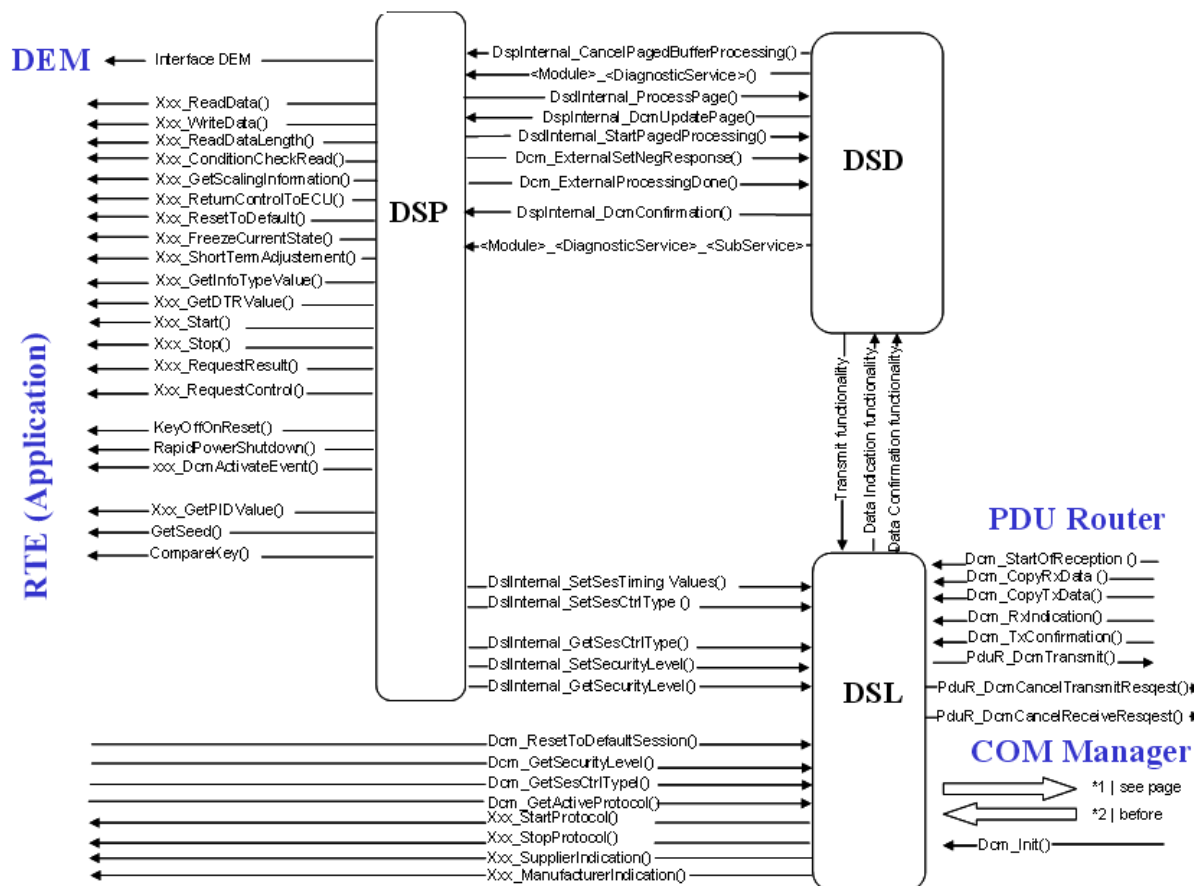 DEM
Interface DEM
Xxx_ReadData()
Xxx_WriteData()
Xxx_ReadDataLength()
Xxx_ConditionCheckRead()
Xxx_GetScalingInformation()
Xxx_ReturnControlToECU()
Xxx_ResetToDefault()
Xxx_FreezeCurrentState()
Xxx_ShortTermAdjustement()
Xxx_GetInfoTypeValue()
Xxx_GetDTRValue()
Xxx_Start()
Xxx_Stop()
Xxx_RequestResult()
Xxx_RequestControl()
KeyOffOnReset()
RapidPowerShutdown()
xxx_DcmActivateEvent()
Xxx_GetPIDValue()
GetSeed()
CompareKey()
RTE (Application)
DSP
DspInternal_CancelPagedBufferProcessing()
<Module>_<DiagnosticService>()
DsdInternal_ProcessPage()
DspInternal_DcmUpdatePage()
DsdInternal_StartPagedProcessing()
Dcm_ExternalSetNegResponse()
Dcm_ExternalProcessingDone()
DspInternal_DcmConfirmation()
<Module>_<DiagnosticService>_<SubService>
DSD
Transmit functionality
Data Indication functionality
Data Confirmation functionality
DslInternal_SetSesTiming Values()
DslInternal_SetSesCtrlType ()
DslInternal_GetSesCtrlType()
DslInternal_SetSecurityLevel()
DslInternal_GetSecurityLevel()
Dcm_ResetToDefaultSession()
Dcm_GetSecurityLevel()
Dcm_GetSesCtrlTypel()
Dcm_GetActiveProtocol()
Xxx_StartProtocol()
Xxx_StopProtocol()
Xxx_SupplierIndication()
Xxx_ManufacturerIndication()
DSL
PDU Router
Dcm_StartOfReception ()
Dcm_CopyRxData ()
Dcm_CopyTxData()
Dcm_RxIndication()
Dcm_TxConfirmation()
PduR_DcmTransmit()
PduR_DcmCancelTransmitResqest()
PduR_DcmCancelReceiveResqest()
COM Manager
*1 | see page
*2 | before
Dcm_Init()